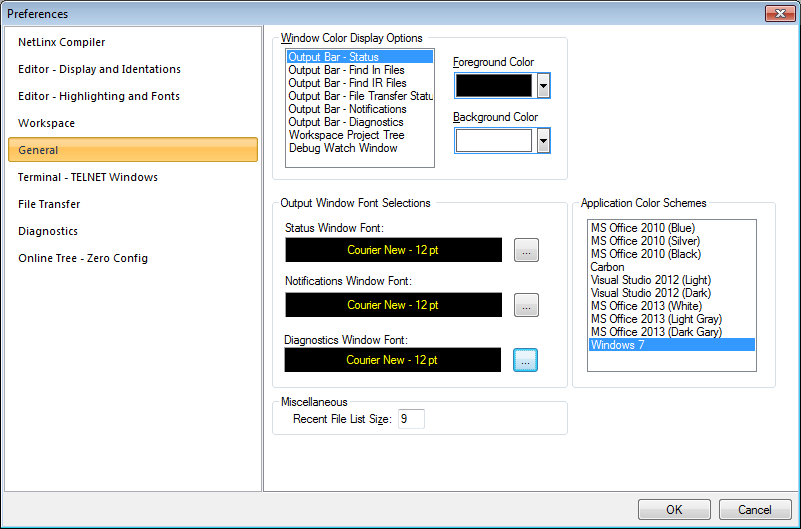 Preferences
NetLinx Compiler
Editor - Display and Identations
Editor - Highlighting and Fonts
Workspace
General
Terminal - TELNET Windows
File Transfer
Diagnostics
Online Tree - Zero Config
Window Color Display Options
Output Bar - Status
Output Bar - Find In Files
Output Bar - Find IR Files
Output Bar - File Transfer Statu
Output Bar - Notifications
Output Bar - Diagnostics
Workspace Project Tree
Debug Watch Window
Foreground Color
Background Color
Output Window Font Selections
Status Window Font:
Courier New - 12 pt
...
Notifications Window Font:
Courier New - 12 pt
...
Diagnostics Window Font:
Courier New - 12 pt
...
Application Color Schemes
MS Office 2010 (Blue)
MS Office 2010 (Silver)
MS Office 2010 (Black)
Carbon
Visual Studio 2012 (Light)
Visual Studio 2012 (Dark)
MS Office 2013 (White)
MS Office 2013 (Light Gray)
MS Office 2013 (Dark Gary)
Windows 7
Miscellaneous
Recent File List Size: 9
OK
Cancel